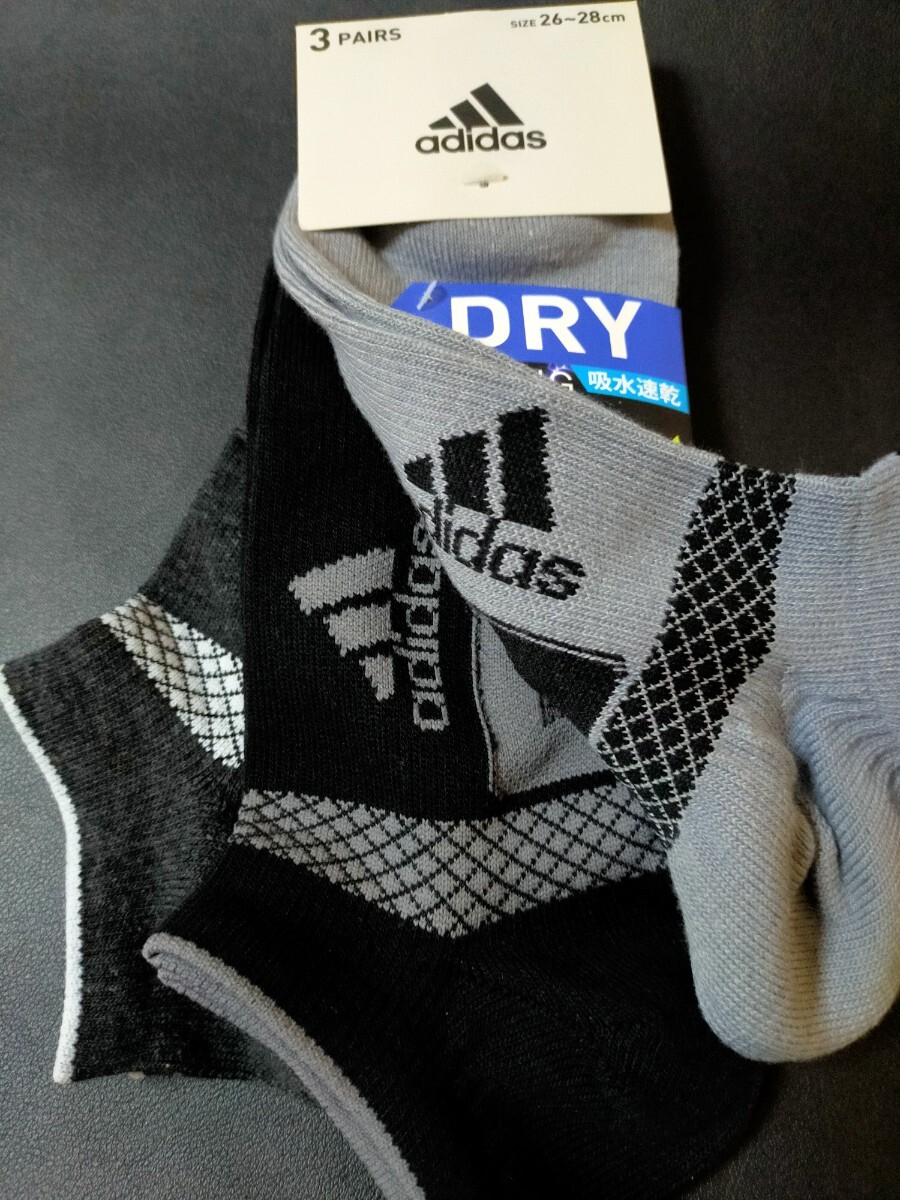 3 PAIRS
SIZE 26~28cm
adidas
DRY
吸水速乾
adidas
adidas